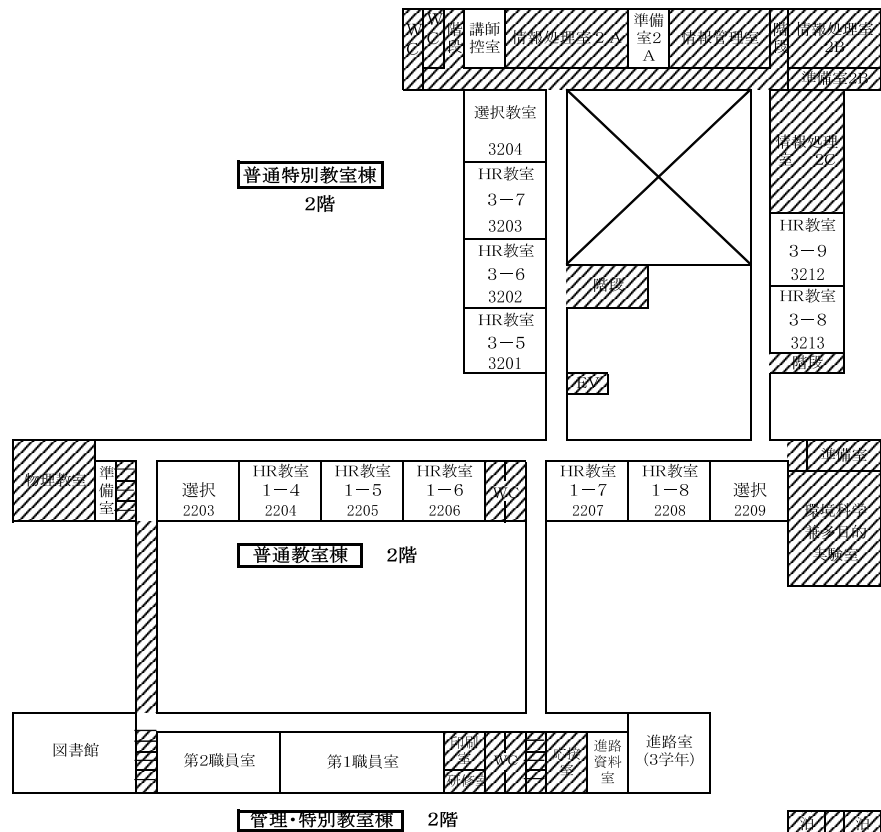 WC
WC
階段
講師
控室
情報処理室2A
準備
室2
A
情報管理室
階段
情報処理室
2B
準備室2B
選択教室
3204
情報処理
室 2C
普通特別教室棟
2階
HR教室
3-7
3203
HR教室
3-9
3212
HR教室
3-6
3202
階段
HR教室
3-8
3213
HR教室
3-5
3201
階段
EV
物理教室
準
備
室
選択
2203
HR教室
1-4
2204
HR教室
1-5
2205
HR教室
1-6
2206
WC
HR教室
1-7
2207
HR教室
1-8
2208
選択
2209
準備室
環境科学
兼多目的
実験室
普通教室棟 2階
図書館
第2職員室
第1職員室
印刷
室
研修室
WC
応接
室
進路
資料
室
進路室
(3学年)
管理・特別教室棟 2階
泊
泊